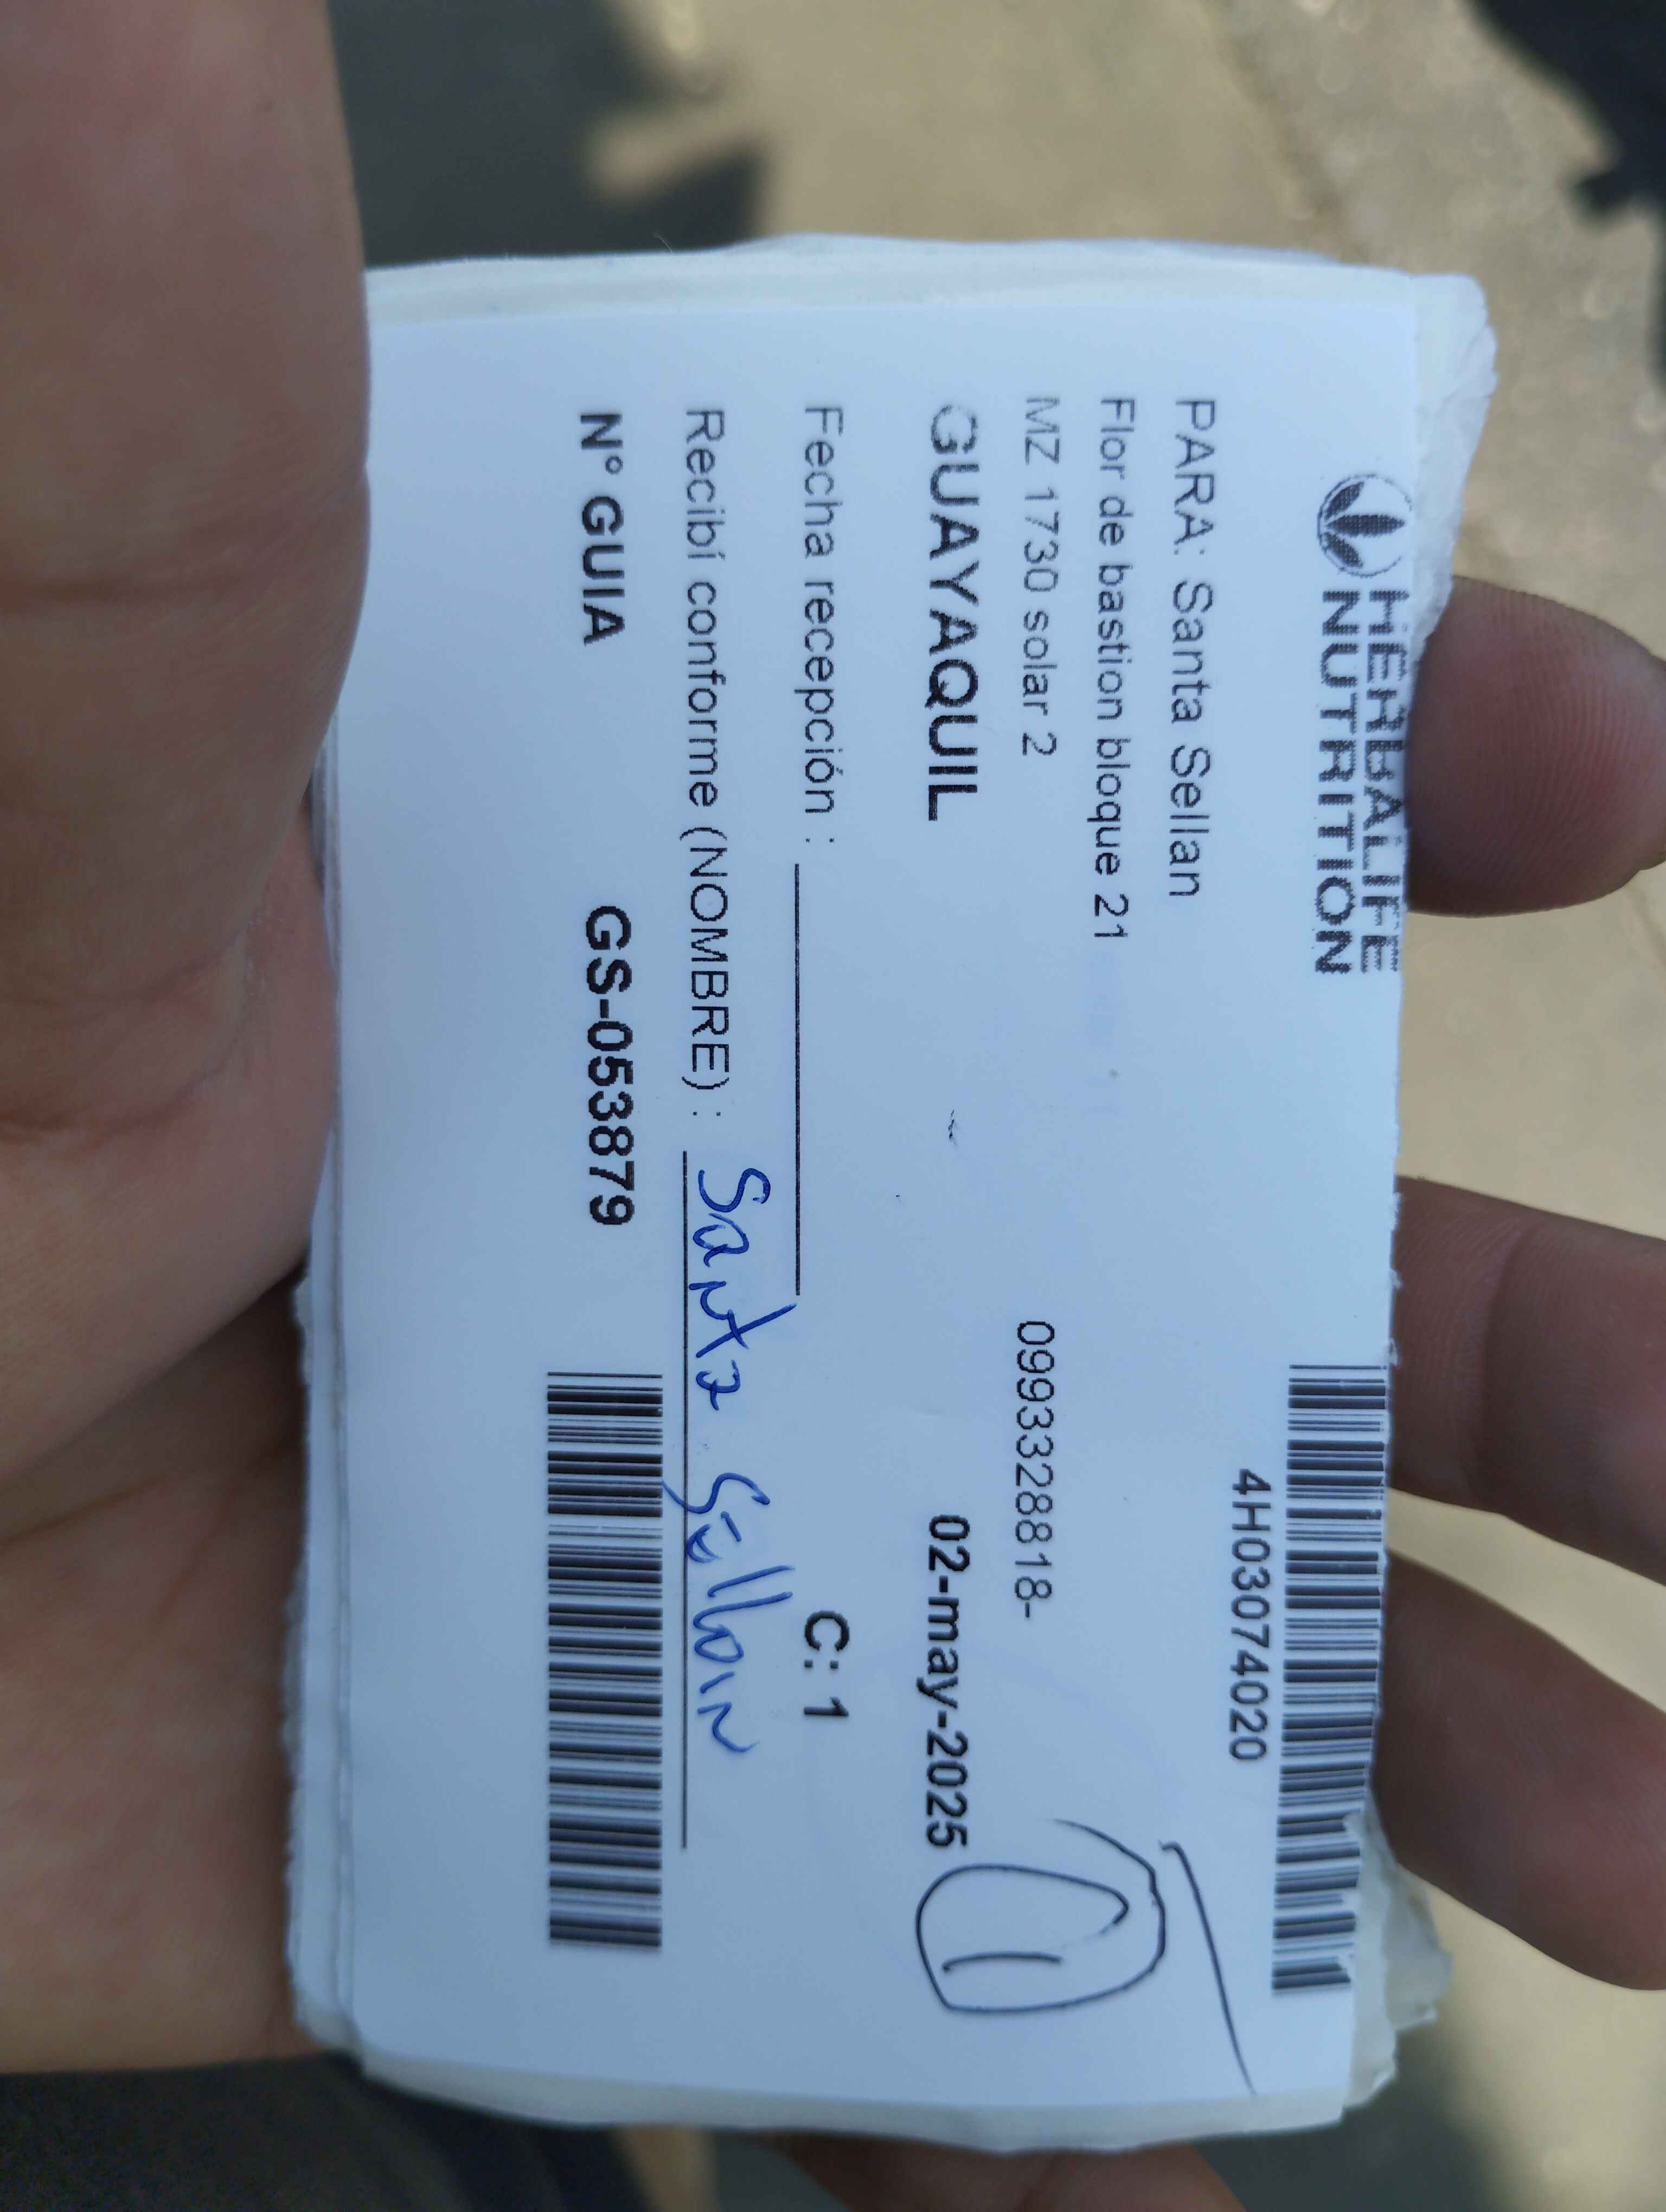 HERBALIFE
NUTRITION
4H03074020
PARA: Santa Sellan
Flor de bastion bloque 21
MZ 1730 solar 2 0993328818-
GUAYAQUIL 02-may-2025
Fecha recepción : C: 1
Recibí conforme (NOMBRE) : Santa Sellan
N° GUIA GS-053879